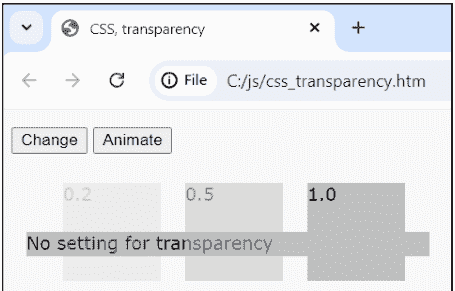 CSS, transparency
File C:/js/css_transparency.htm
Change Animate
0.2 0.5 1.0
No setting for transparency